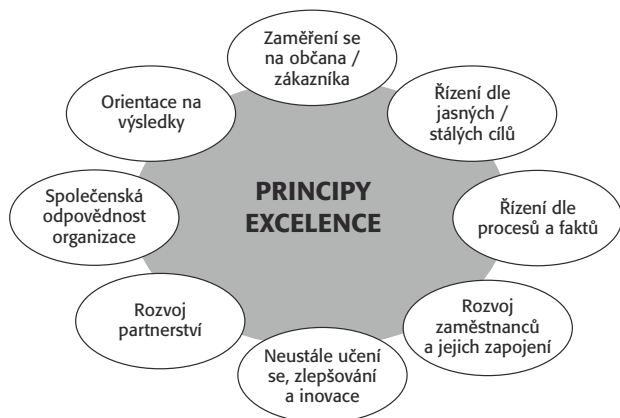 Zaměření se
na občana /
zákazníka
Orientace na
výsledky
Řízení dle
jasných /
stálých cílů
PRINCIPY
EXCELENCE
Společenská
odpovědnost
organizace
Řízení dle
procesů a faktů
Rozvoj
partnerství
Rozvoj
zaměstnanců
a jejich zapojení
Neustále učení
se, zlepšování
a inovace